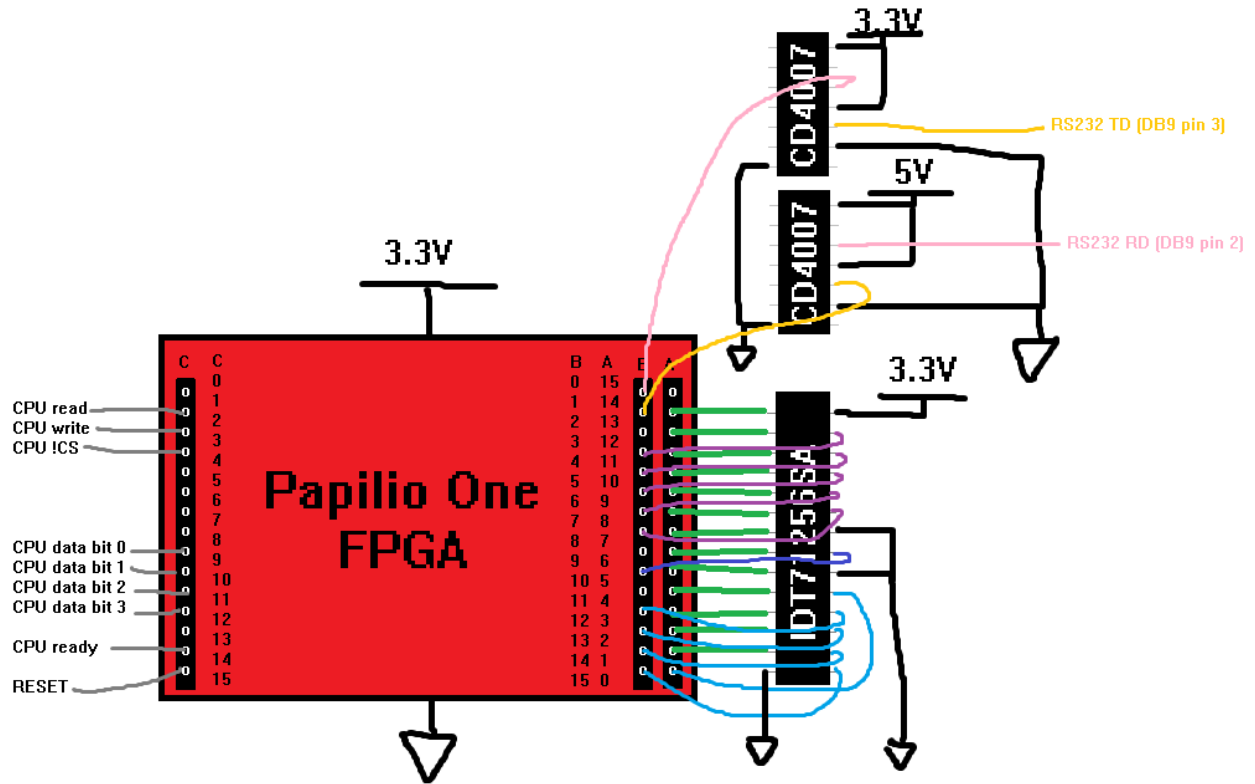 3.3V
CD4007
RS232 TD (DB9 pin 3)
5V
CD4007
RS232 RD (DB9 pin 2)
3.3V
3.3V
C C B A B A
0 0 15
1 1 14
2 2 13
3 3 12
4 4 11
5 5 10
6 6 9
7 7 8
8 8 7
9 9 6
10 10 5
11 11 4
12 12 3
13 13 2
14 14 1
15 15 0
CPU read
CPU write
CPU !CS
CPU data bit 0
CPU data bit 1
CPU data bit 2
CPU data bit 3
CPU ready
RESET
Papilio One
FPGA
IDT71256SA